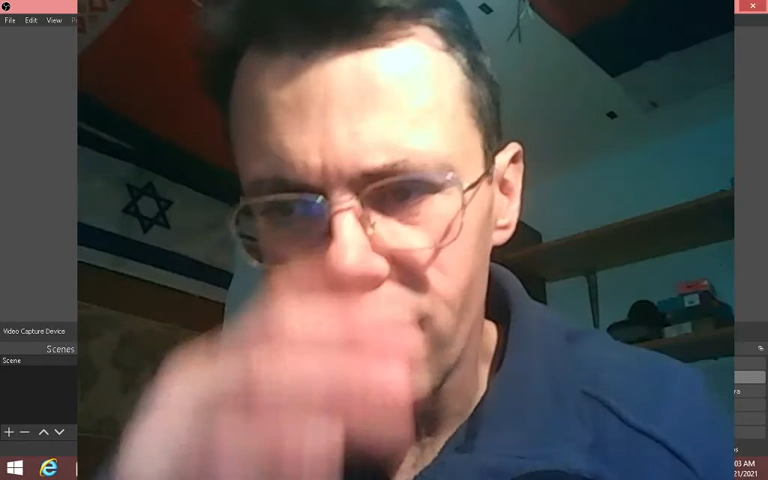 File Edit View
Video Capture Device
Scenes
Scene
03 AM
21/2021